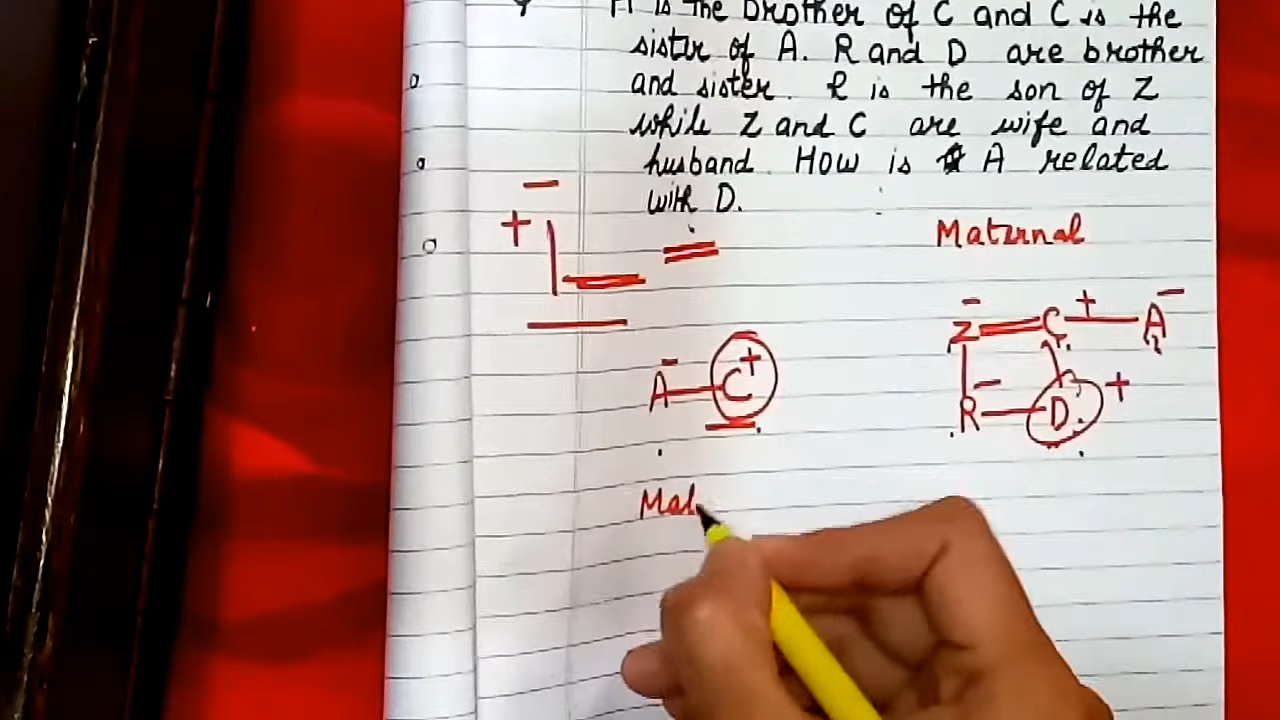 A is the brother of C and C is the
sister of A. R and D are brother
and sister. R is the son of Z
while Z and C are wife and
husband. How is A related
with D.
Maternal
−
+
=
Z − = C + — A −
A − — C +
R − — D +
Mat